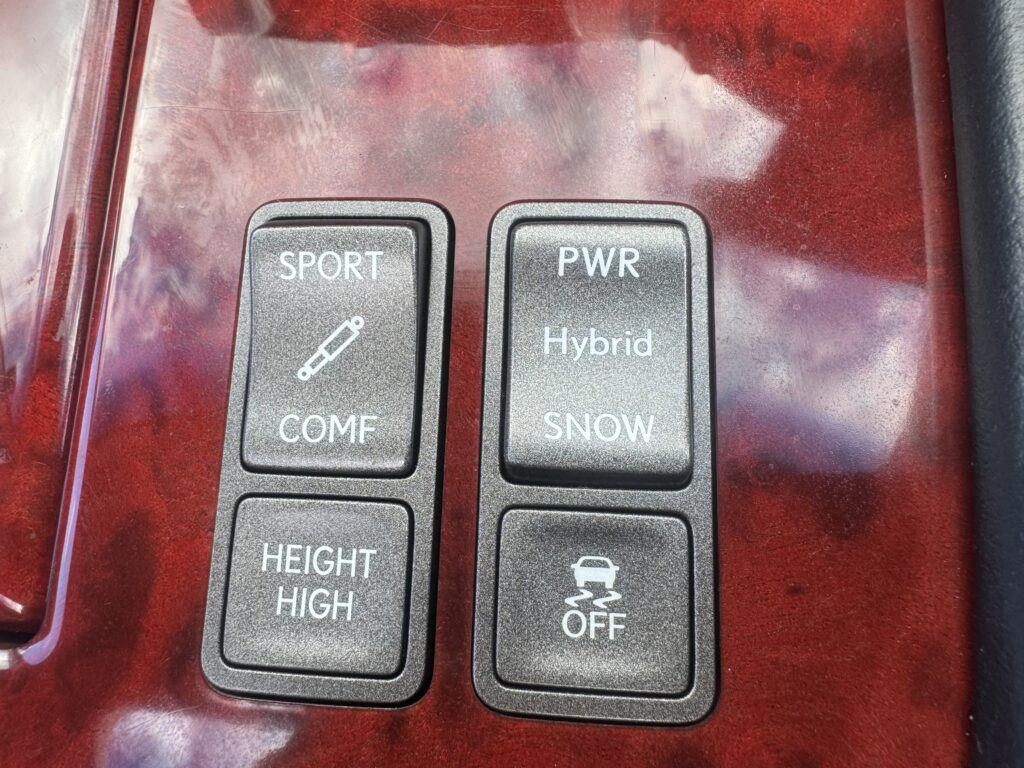 SPORT
COMF
HEIGHT
HIGH
PWR
Hybrid
SNOW
OFF